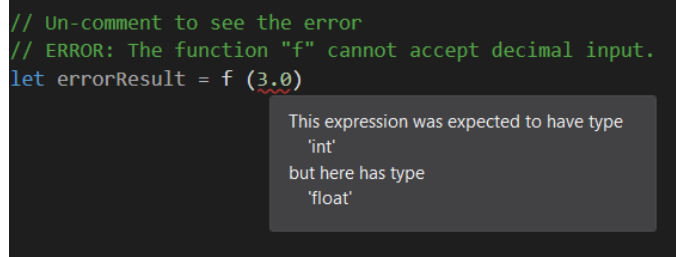 // Un-comment to see the error
// ERROR: The function "f" cannot accept decimal input.
let errorResult = f (3.0)
This expression was expected to have type
'int'
but here has type
'float'